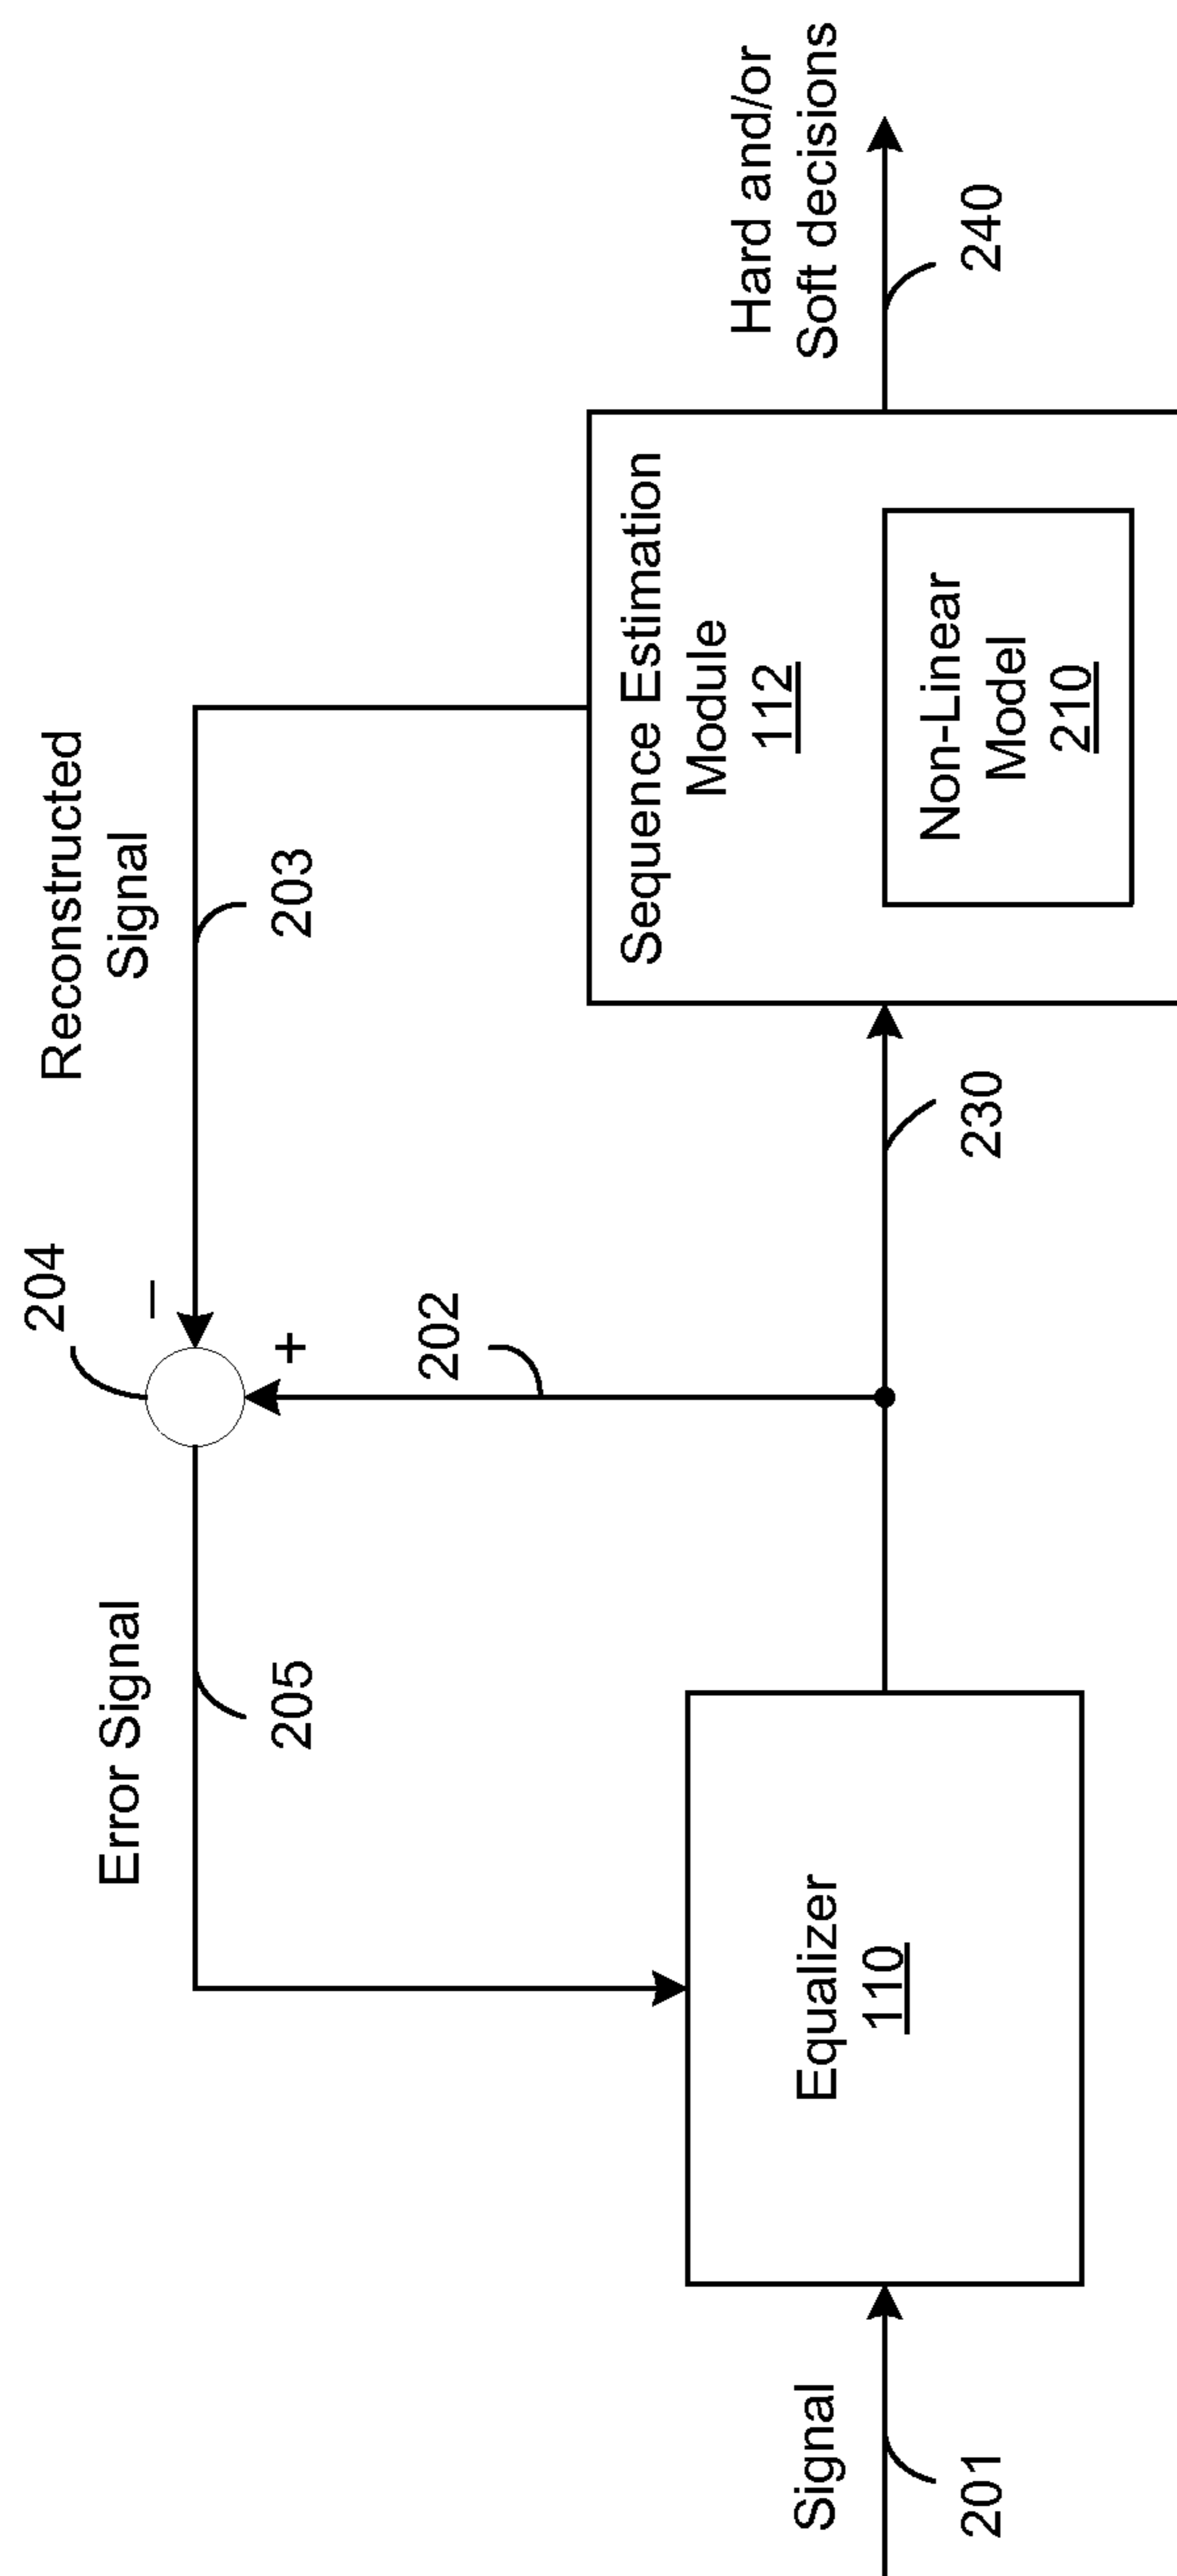 Reconstructed
Signal
203
204
–
+
Error Signal
205
202
Hard and/or
Soft decisions
240
Sequence Estimation
Module
112
Non-Linear
Model
210
230
Equalizer
110
Signal
201